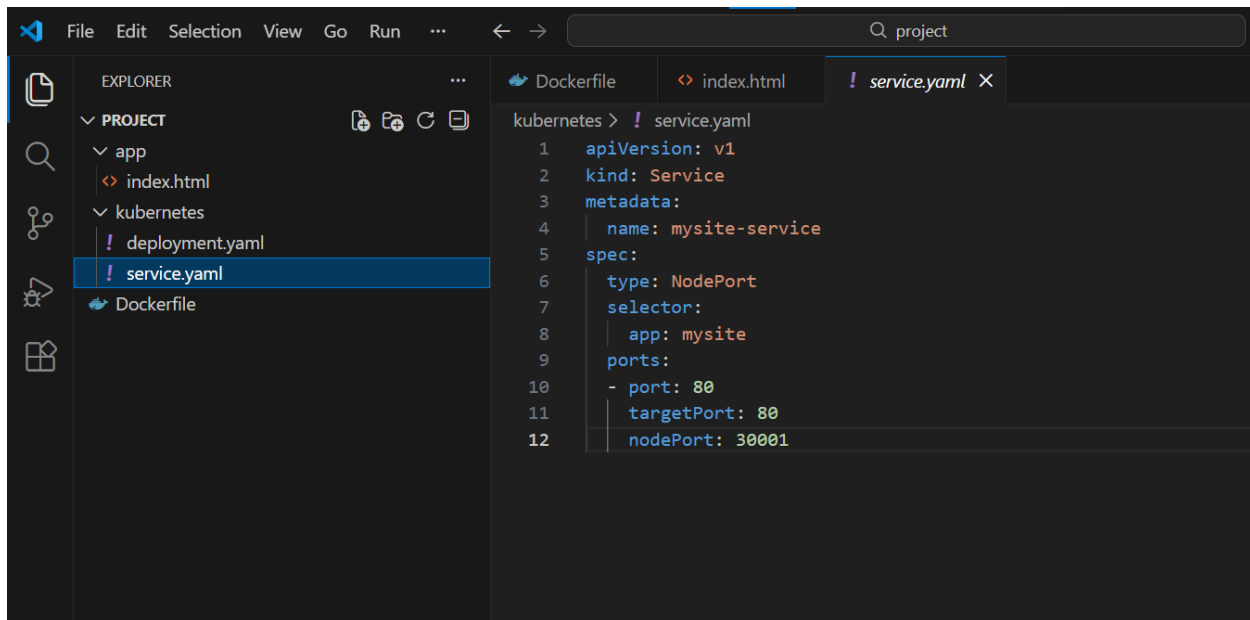 File Edit Selection View Go Run ···
project
EXPLORER ···
PROJECT
app
index.html
kubernetes
deployment.yaml
service.yaml
Dockerfile
Dockerfile index.html service.yaml
kubernetes > ! service.yaml
1 apiVersion: v1
2 kind: Service
3 metadata:
4   name: mysite-service
5 spec:
6   type: NodePort
7   selector:
8     app: mysite
9   ports:
10   - port: 80
11     targetPort: 80
12     nodePort: 30001